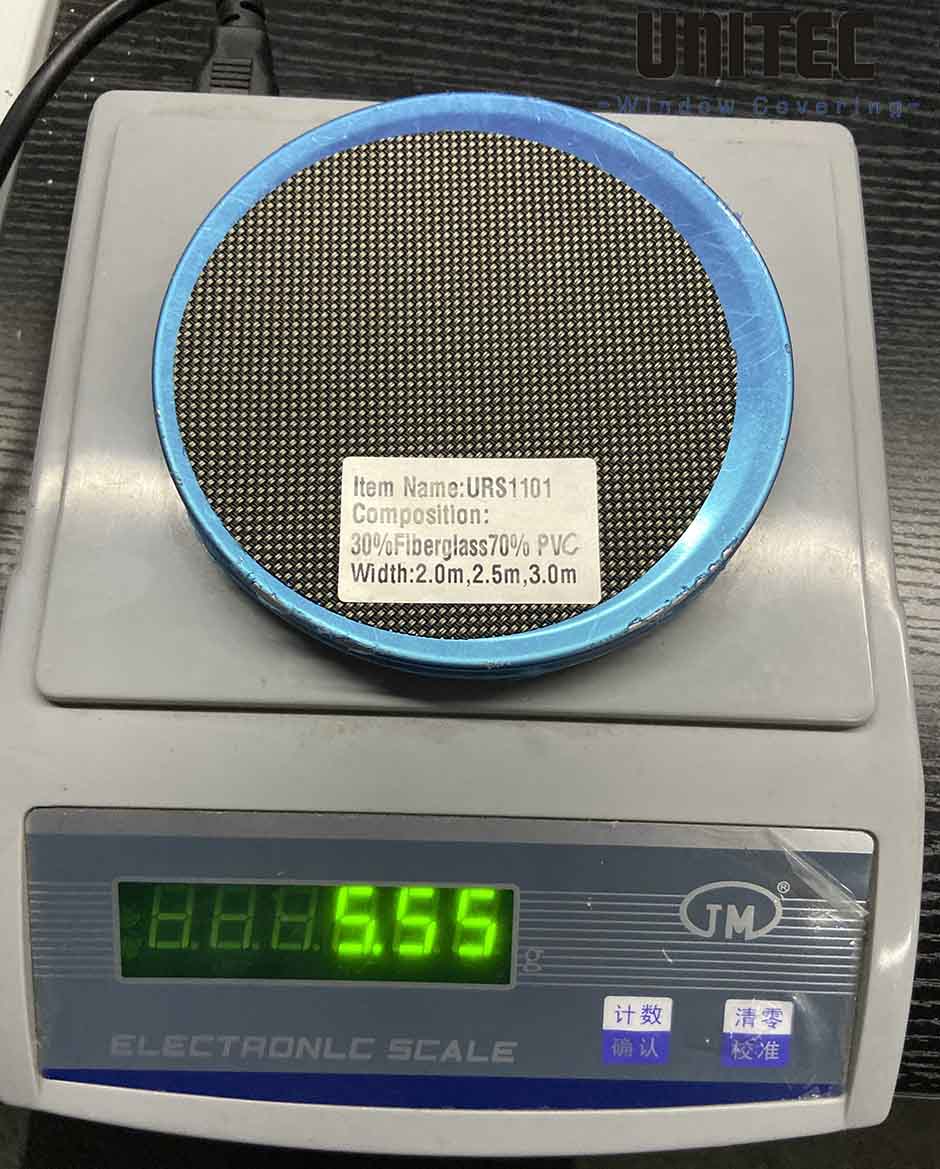 UNITEC
-Window Covering-
Item Name:URS1101
Composition:
30%Fiberglass70% PVC
Width:2.0m,2.5m,3.0m
5.55
g
JM®
计数
确认
清零
校准
ELECTRONLC SCALE